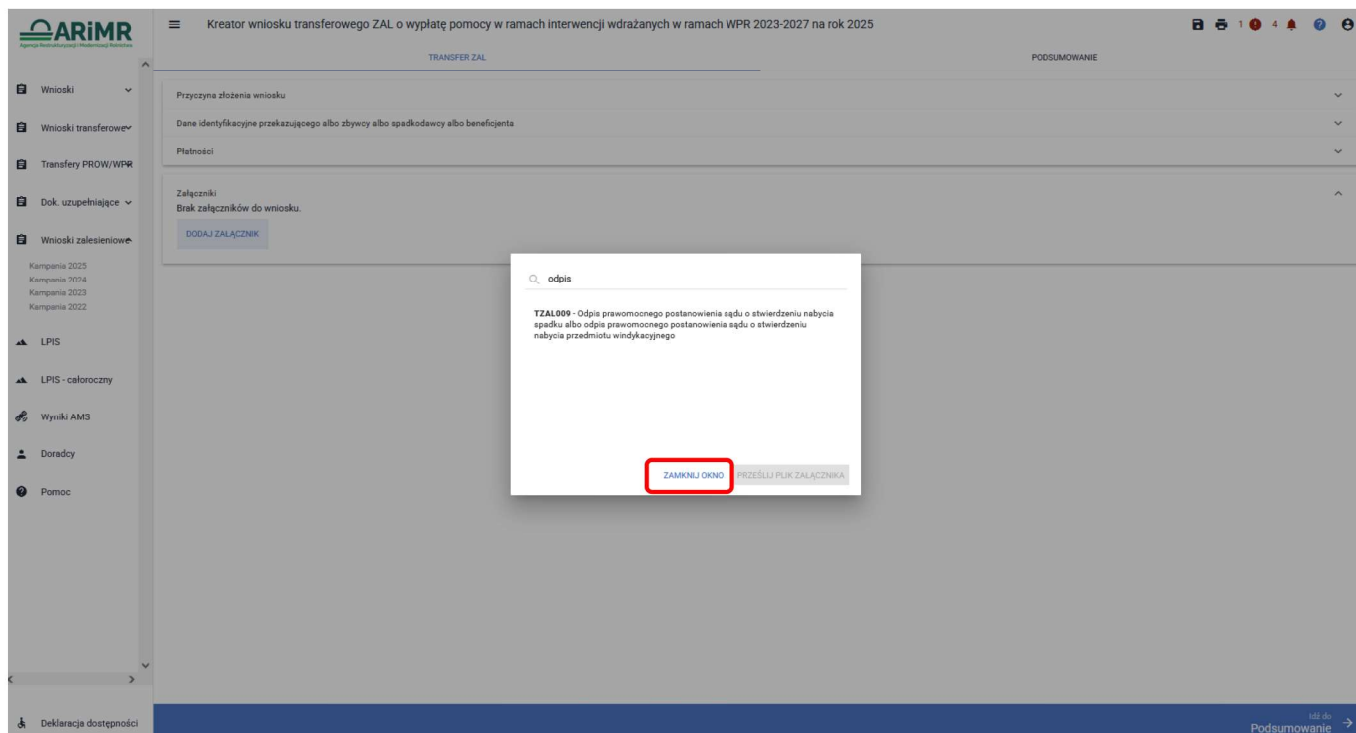 ARiMR
Agencja Restrukturyzacji i Modernizacji Rolnictwa
Kreator wniosku transferowego ZAL o wypłatę pomocy w ramach interwencji wdrażanych w ramach WPR 2023-2027 na rok 2025
1
4
TRANSFER ZAL
PODSUMOWANIE
Wnioski
Wnioski transferowe
Transfery PROW/WPR
Dok. uzupełniające
Wnioski zalesieniowe
Kampania 2025
Kampania 2024
Kampania 2023
Kampania 2022
LPIS
LPIS - całoroczny
Wyniki AMS
Doradcy
Pomoc
Deklaracja dostępności
Przyczyna złożenia wniosku
Dane identyfikacyjne przekazującego albo zbywcy albo spadkodawcy albo beneficjenta
Płatności
Załączniki
Brak załączników do wniosku.
DODAJ ZAŁĄCZNIK
odpis
TZAL009 - Odpis prawomocnego postanowienia sądu o stwierdzeniu nabycia
spadku albo odpis prawomocnego postanowienia sądu o stwierdzeniu
nabycia przedmiotu windykacyjnego
ZAMKNIJ OKNO
PRZEŚLIJ PLIK ZAŁĄCZNIKA
Idź do
Podsumowanie